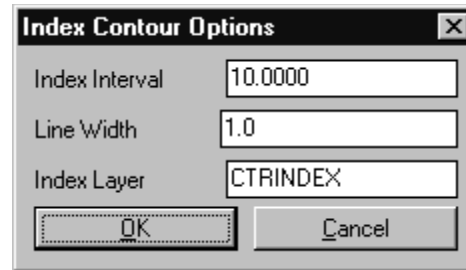 Index Contour Options
Index Interval 10.0000
Line Width 1.0
Index Layer CTRINDEX
OK Cancel